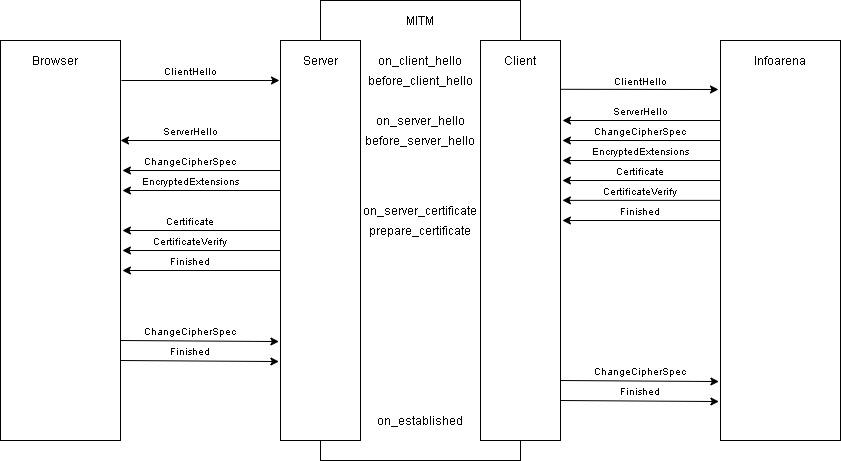 MITM
Browser
Server
on_client_hello
Client
Infoarena
ClientHello
before_client_hello
ClientHello
ServerHello
on_server_hello
ServerHello
before_server_hello
ChangeCipherSpec
ChangeCipherSpec
EncryptedExtensions
EncryptedExtensions
Certificate
CertificateVerify
on_server_certificate
Finished
Certificate
prepare_certificate
CertificateVerify
Finished
ChangeCipherSpec
Finished
ChangeCipherSpec
Finished
on_established